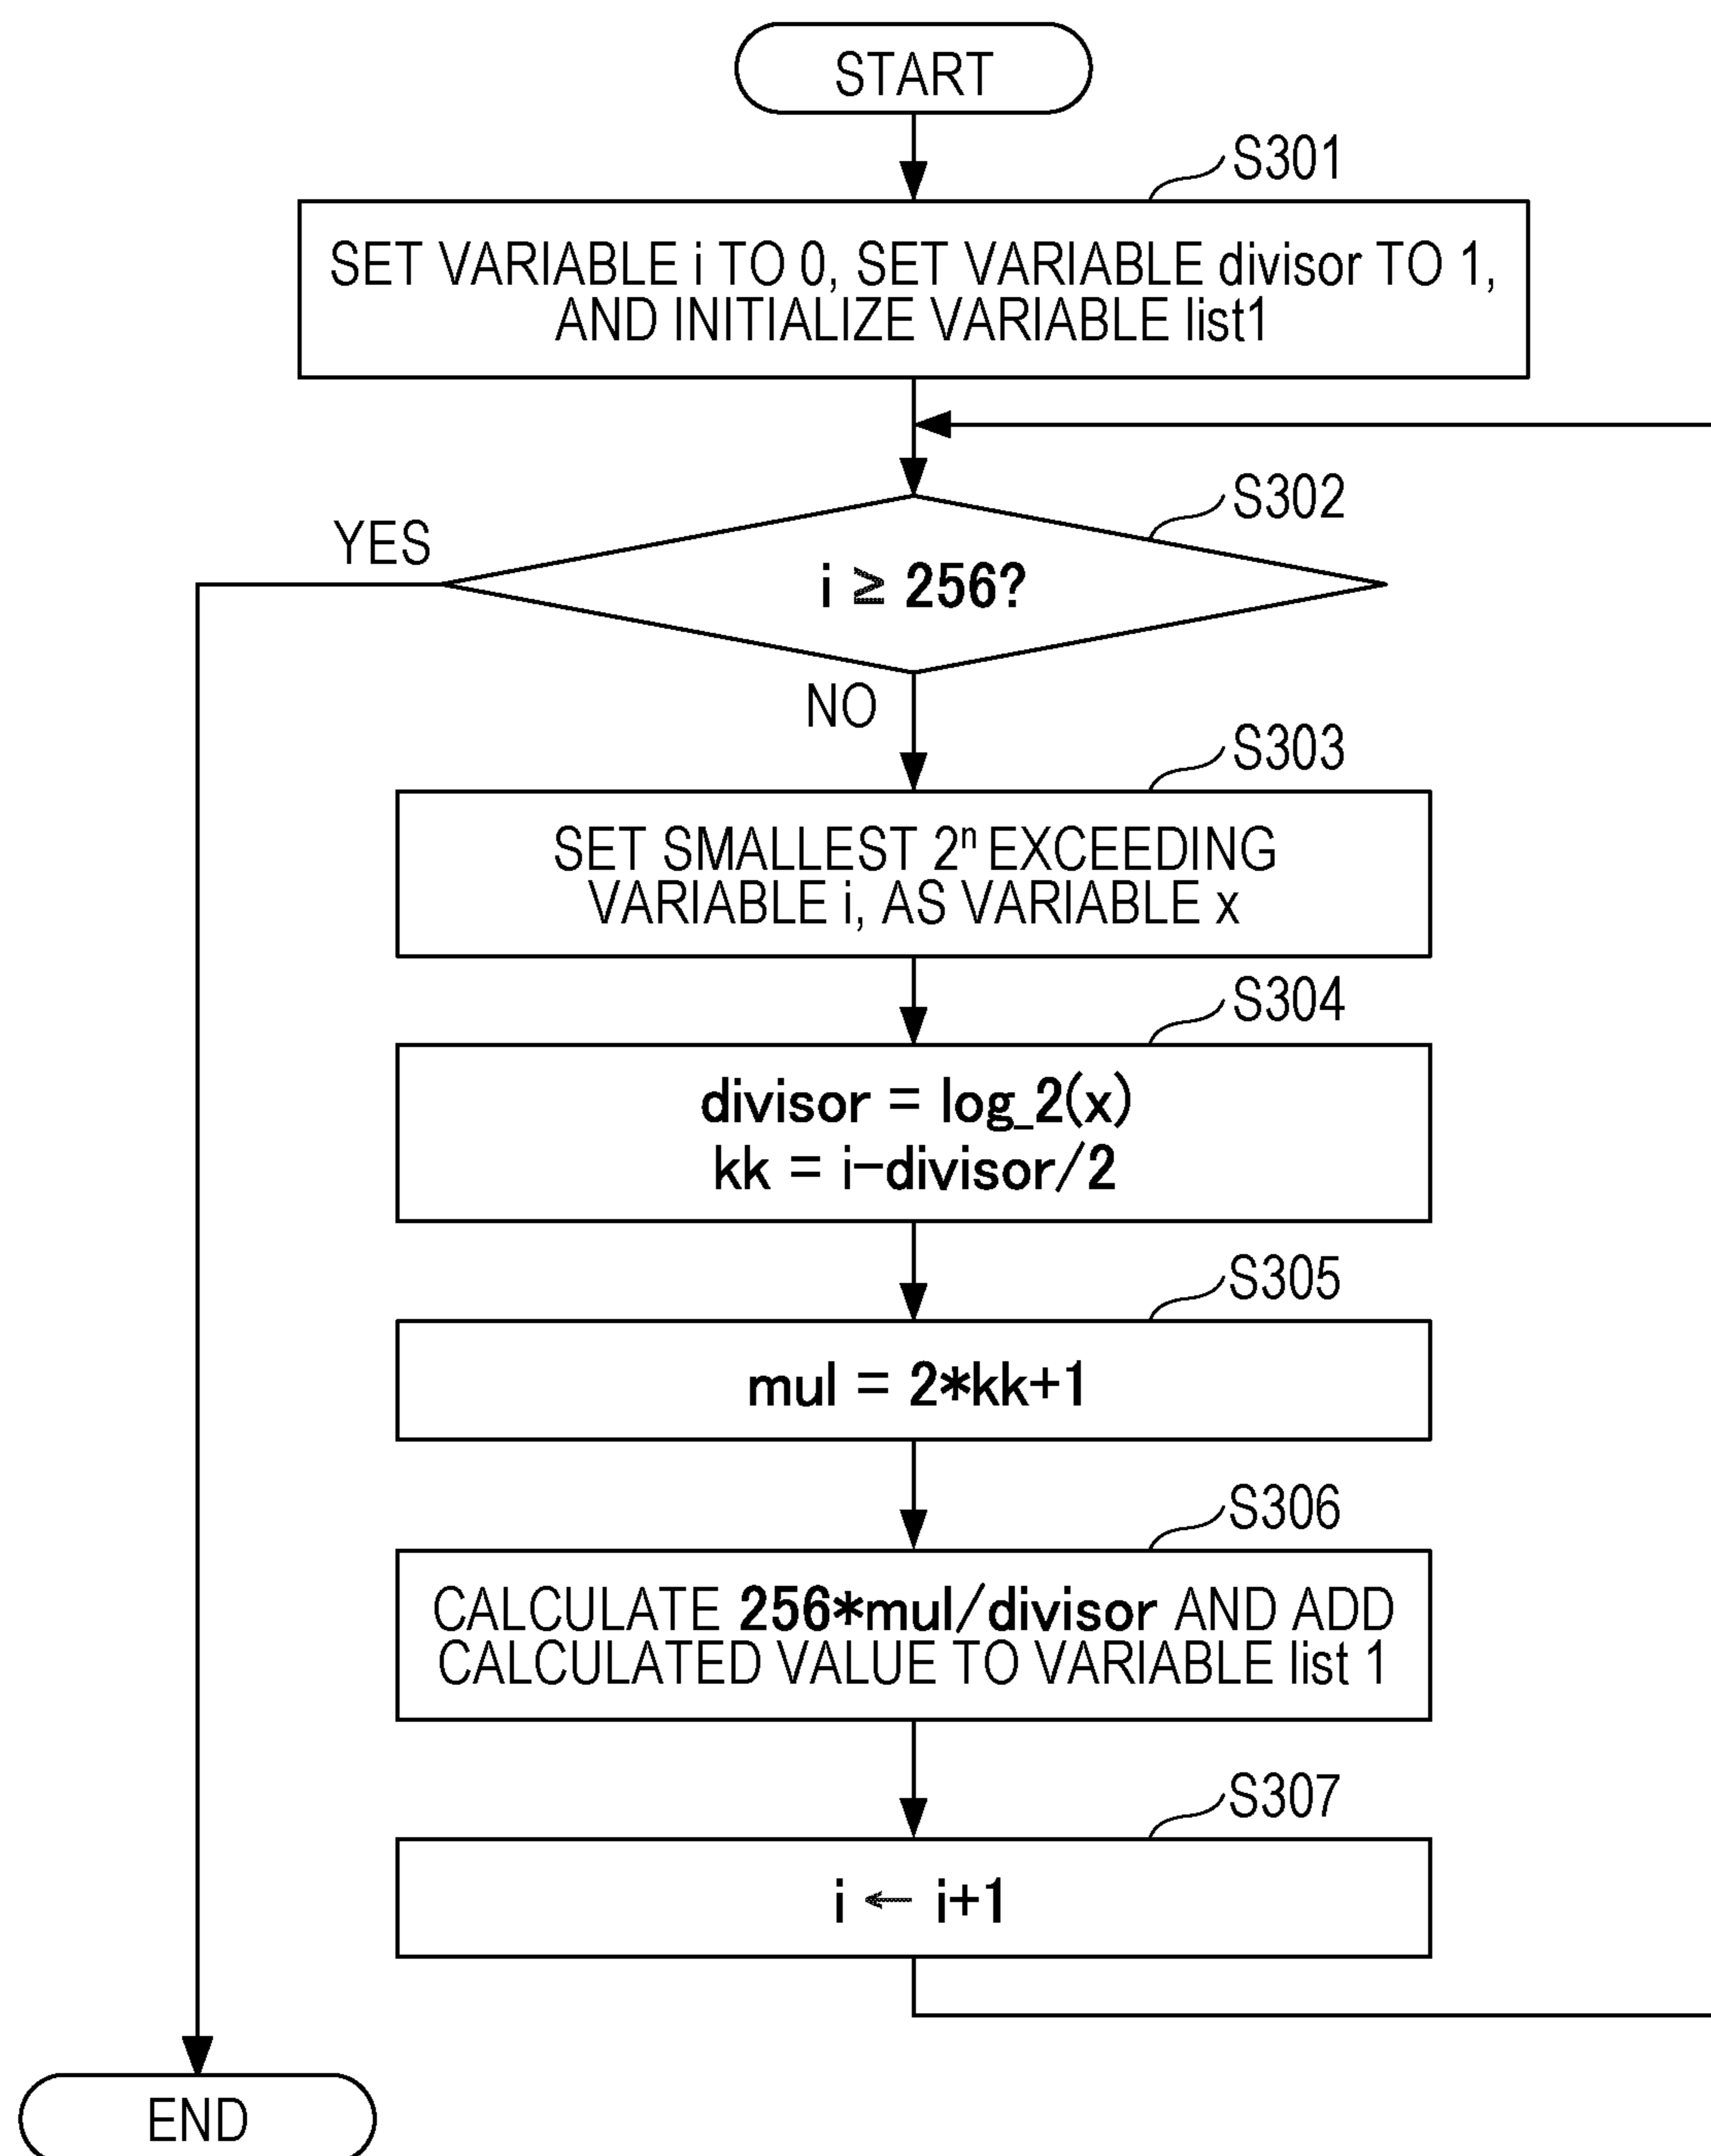 START
S301
SET VARIABLE i TO 0, SET VARIABLE divisor TO 1,
AND INITIALIZE VARIABLE list1
S302
YES
i ≧ 256?
NO
S303
SET SMALLEST 2ⁿ EXCEEDING
VARIABLE i, AS VARIABLE x
S304
divisor = log_2(x)
kk = i-divisor/2
S305
mul = 2*kk+1
S306
CALCULATE 256*mul/divisor AND ADD
CALCULATED VALUE TO VARIABLE list 1
S307
i ← i+1
END